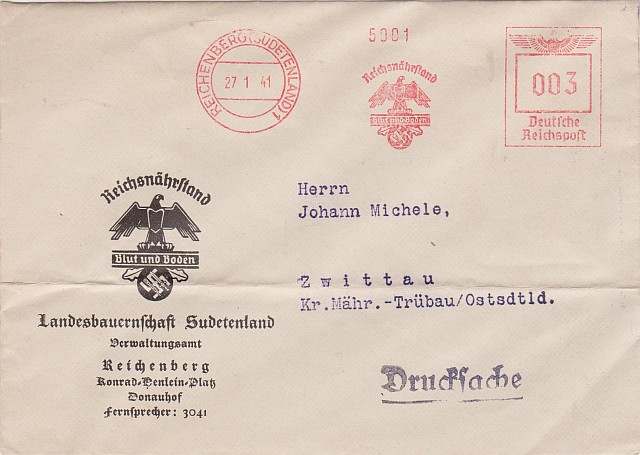 REICHENBERG (SUDETENLAND) 1
27 1 41
5001
Reichsnährstand
Blut und Boden
003
Deutsche
Reichspost
Reichsnährstand
Blut und Boden
Landesbauernschaft Sudetenland
Verwaltungsamt
Reichenberg
Konrad-Henlein-Platz
Donauhof
Fernsprecher: 3041
Herrn
Johann Michele,
Zwittau
Kr.Mähr.-Trübau/Ostsdtld.
Drucksache